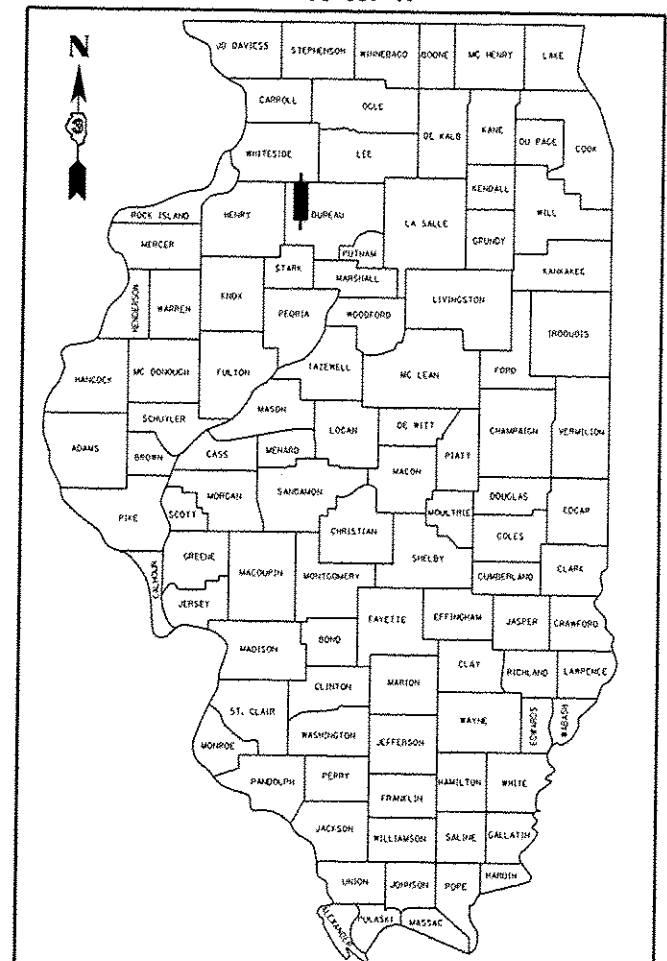 N
JO DAVIESS STEPHENSON WINNEBAGO BOONE MC HENRY LAKE
CARROLL OGLE DE KALB KANE DU PAGE COOK
WHITESIDE LEE
KENDALL WILL
ROCK ISLAND HENRY BUREAU LA SALLE GRUNDY
MERCER PUTNAM
STARK MARSHALL KANKAKEE
HENDERSON WARREN KNOX PEORIA WOODFORD LIVINGSTON IROQUOIS
HANCOCK MC DONOUGH FULTON TAZEWELL MC LEAN FORD
SCHUYLER MASON LOGAN DE WITT CHAMPAIGN VERMILION
ADAMS BROWN CASS MENARD MACON PIATT
PIKE SCOTT MORGAN SANGAMON CHRISTIAN MOULTRIE DOUGLAS EDGAR
COLES
CALHOUN GREENE MACOUPIN MONTGOMERY SHELBY CUMBERLAND CLARK
JERSEY FAYETTE EFFINGHAM JASPER CRAWFORD
MADISON BOND
CLAY RICHLAND LAWRENCE
CLINTON MARION
ST. CLAIR WAYNE EDWARDS WABASH
MONROE WASHINGTON JEFFERSON
RANDOLPH PERRY HAMILTON WHITE
FRANKLIN
JACKSON WILLIAMSON SALINE GALLATIN
UNION JOHNSON POPE HARDIN
ALEXANDER PULASKI MASSAC